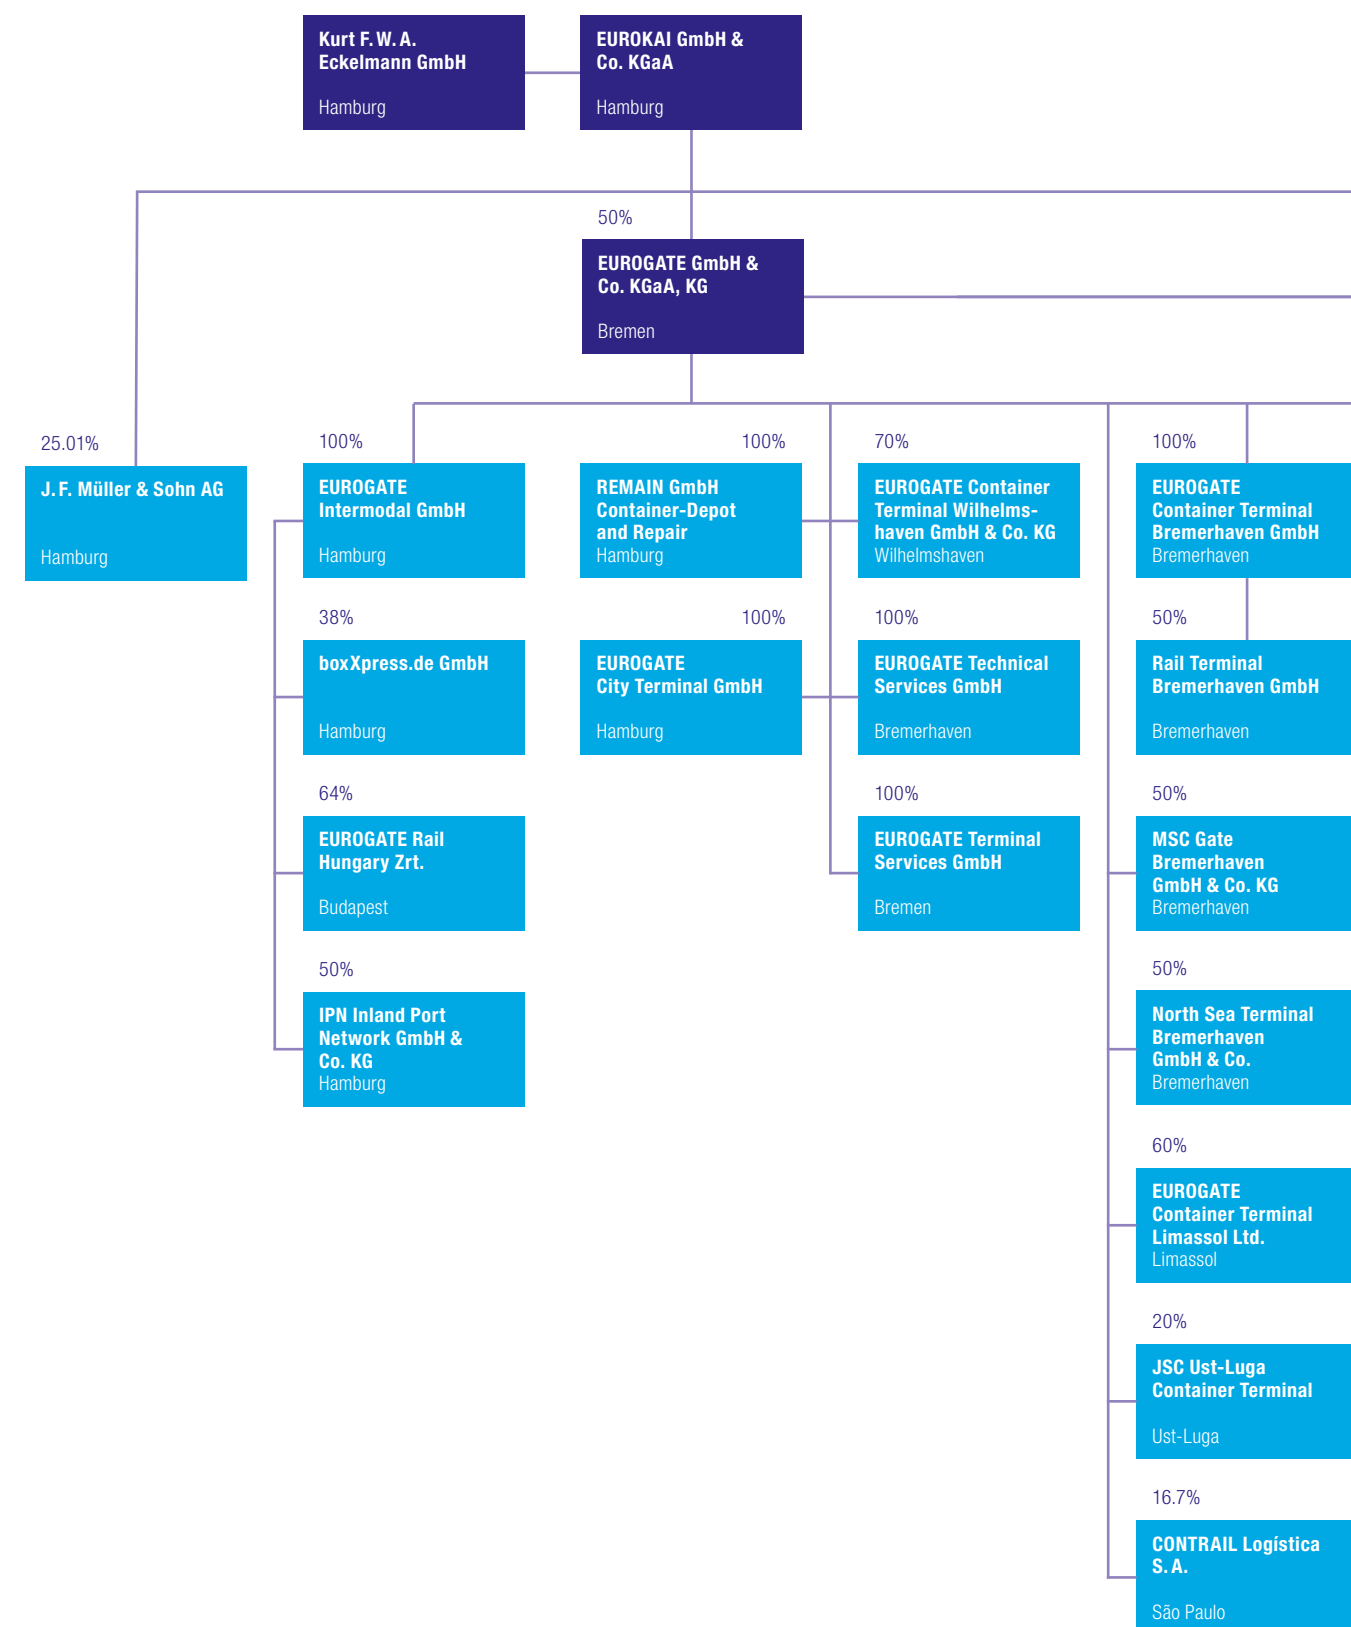 Kurt F. W. A.
Eckelmann GmbH
Hamburg
EUROKAI GmbH &
Co. KGaA
Hamburg
50%
EUROGATE GmbH &
Co. KGaA, KG
Bremen
25.01%
J. F. Müller & Sohn AG
Hamburg
100%
EUROGATE
Intermodal GmbH
Hamburg
38%
boxXpress.de GmbH
Hamburg
64%
EUROGATE Rail
Hungary Zrt.
Budapest
50%
IPN Inland Port
Network GmbH &
Co. KG
Hamburg
100%
REMAIN GmbH
Container-Depot
and Repair
Hamburg
100%
EUROGATE
City Terminal GmbH
Hamburg
70%
EUROGATE Container
Terminal Wilhelms-
haven GmbH & Co. KG
Wilhelmshaven
100%
EUROGATE Technical
Services GmbH
Bremerhaven
100%
EUROGATE Terminal
Services GmbH
Bremen
100%
EUROGATE
Container Terminal
Bremerhaven GmbH
Bremerhaven
50%
Rail Terminal
Bremerhaven GmbH
Bremerhaven
50%
MSC Gate
Bremerhaven
GmbH & Co. KG
Bremerhaven
50%
North Sea Terminal
Bremerhaven
GmbH & Co.
Bremerhaven
60%
EUROGATE
Container Terminal
Limassol Ltd.
Limassol
20%
JSC Ust-Luga
Container Terminal
Ust-Luga
16.7%
CONTRAIL Logística
S. A.
São Paulo